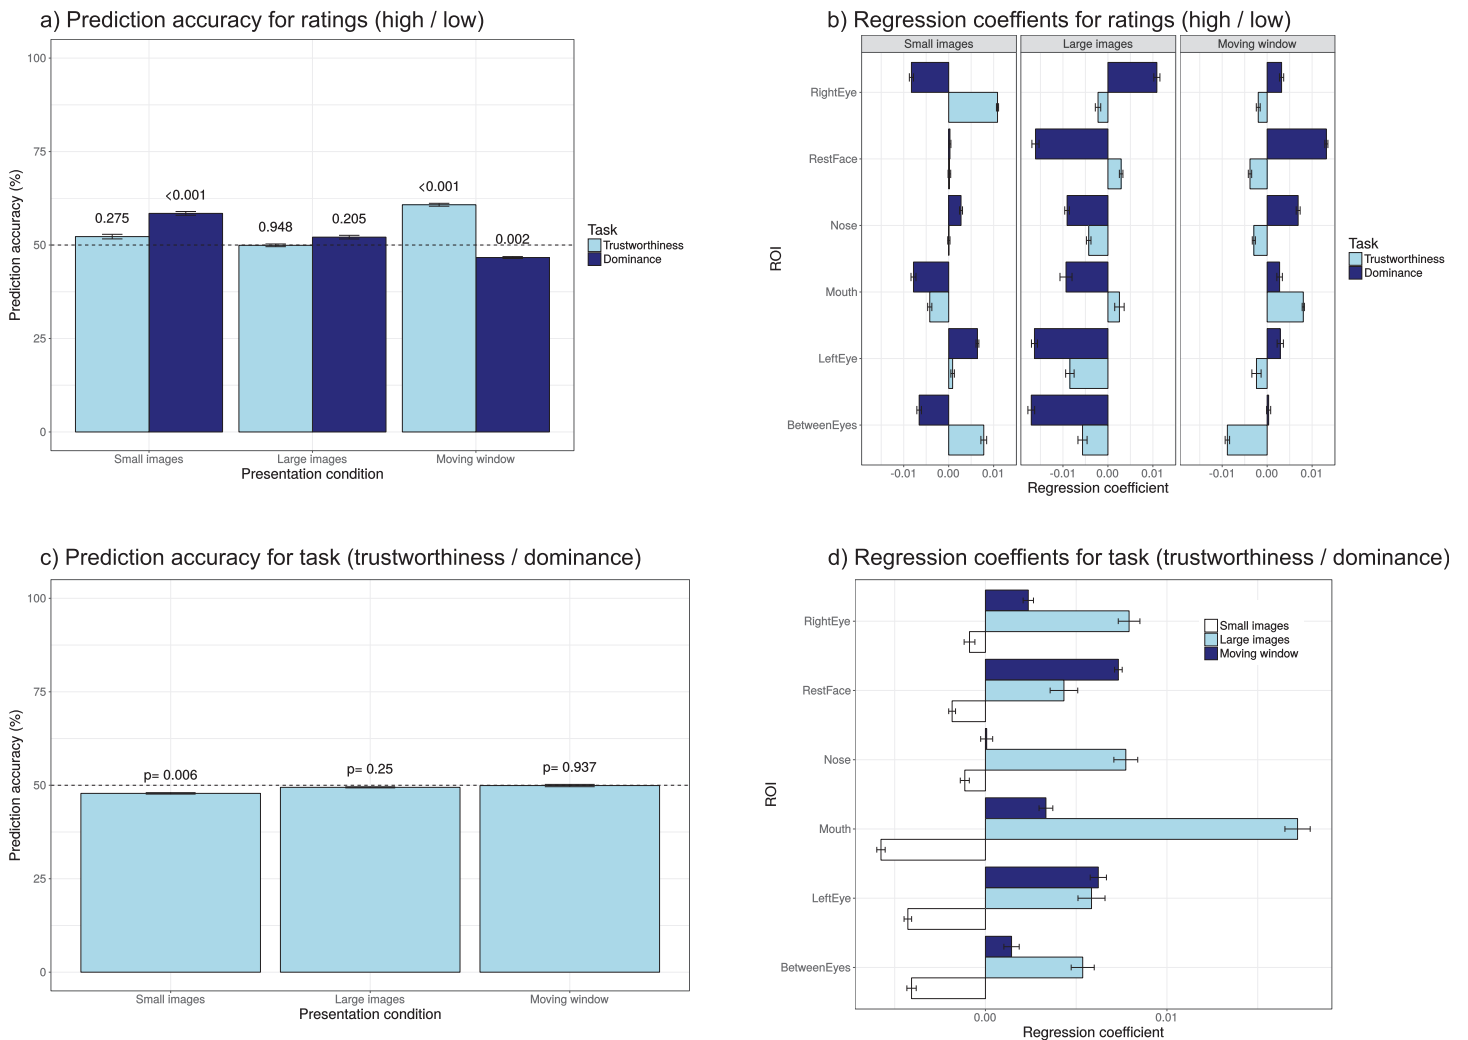 a) Prediction accuracy for ratings (high / low)
100
75
50
25
0
Prediction accuracy (%)
0.275
<0.001
0.948
0.205
<0.001
0.002
Small images
Large images
Moving window
Presentation condition
Task
Trustworthiness
Dominance
b) Regression coeffients for ratings (high / low)
Small images
Large images
Moving window
RightEye
RestFace
Nose
Mouth
LeftEye
BetweenEyes
ROI
-0.01 0.00 0.01
-0.01 0.00 0.01
-0.01 0.00 0.01
Regression coefficient
Task
Trustworthiness
Dominance
c) Prediction accuracy for task (trustworthiness / dominance)
100
75
50
25
0
Prediction accuracy (%)
p= 0.006
p= 0.25
p= 0.937
Small images
Large images
Moving window
Presentation condition
d) Regression coeffients for task (trustworthiness / dominance)
RightEye
RestFace
Nose
Mouth
LeftEye
BetweenEyes
ROI
Small images
Large images
Moving window
0.00
0.01
Regression coefficient